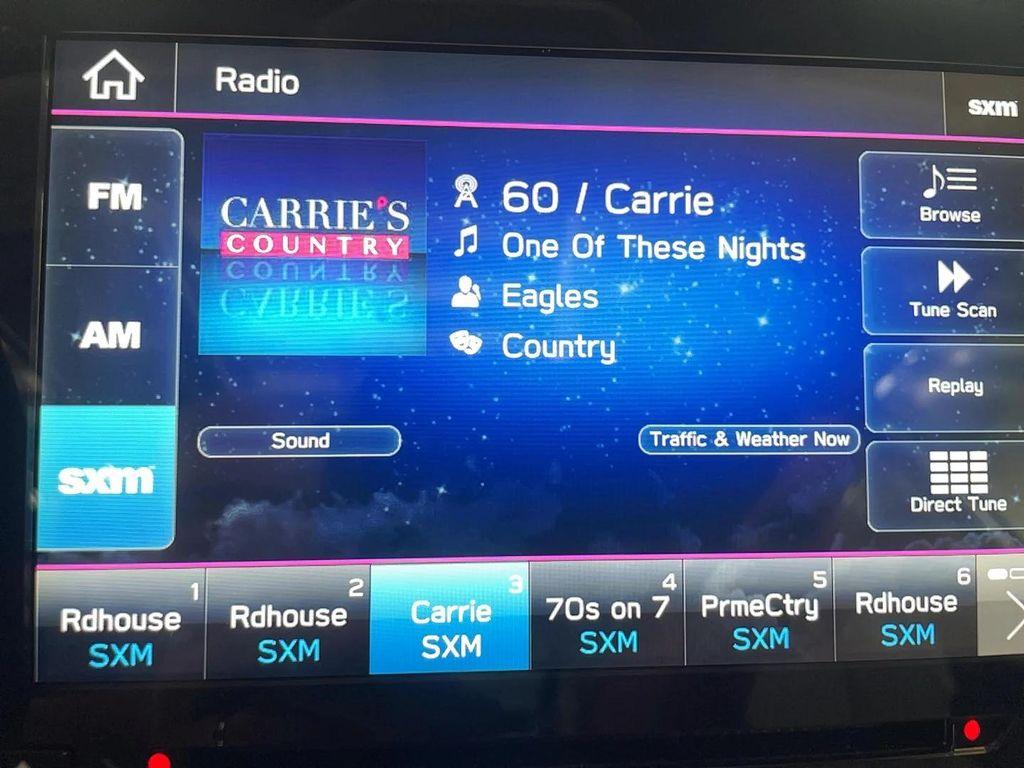 Radio
sxm
FM
AM
sxm
CARRIE'S
COUNTRY
COUNTRY
CARRIE'S
60 / Carrie
One Of These Nights
Eagles
Country
Sound
Traffic & Weather Now
Browse
Tune Scan
Replay
Direct Tune
1
Rdhouse
SXM
2
Rdhouse
SXM
3
Carrie
SXM
4
70s on 7
SXM
5
PrmeCtry
SXM
6
Rdhouse
SXM